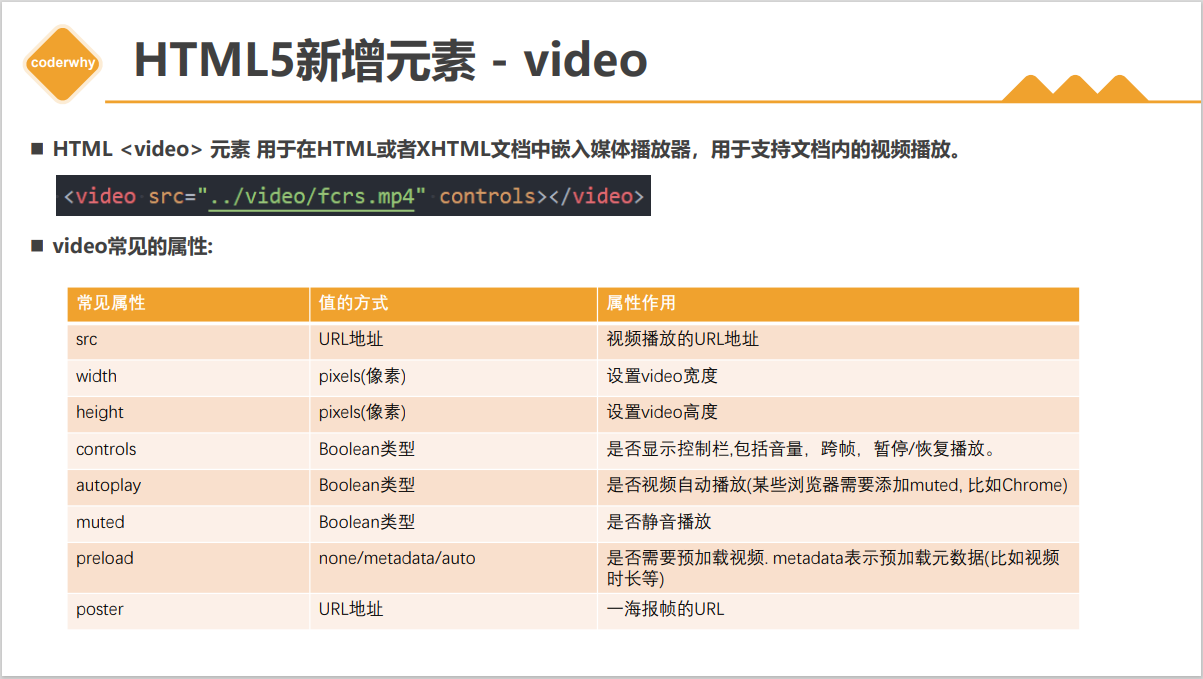 coderwhy
HTML5新增元素 - video
HTML <video> 元素 用于在HTML或者XHTML文档中嵌入媒体播放器，用于支持文档内的视频播放。
<video src="../video/fcrs.mp4" controls></video>
video常见的属性:
常见属性 值的方式 属性作用
src URL地址 视频播放的URL地址
width pixels(像素) 设置video宽度
height pixels(像素) 设置video高度
controls Boolean类型 是否显示控制栏,包括音量，跨帧，暂停/恢复播放。
autoplay Boolean类型 是否视频自动播放(某些浏览器需要添加muted, 比如Chrome)
muted Boolean类型 是否静音播放
preload none/metadata/auto 是否需要预加载视频. metadata表示预加载元数据(比如视频
时长等)
poster URL地址 一海报帧的URL